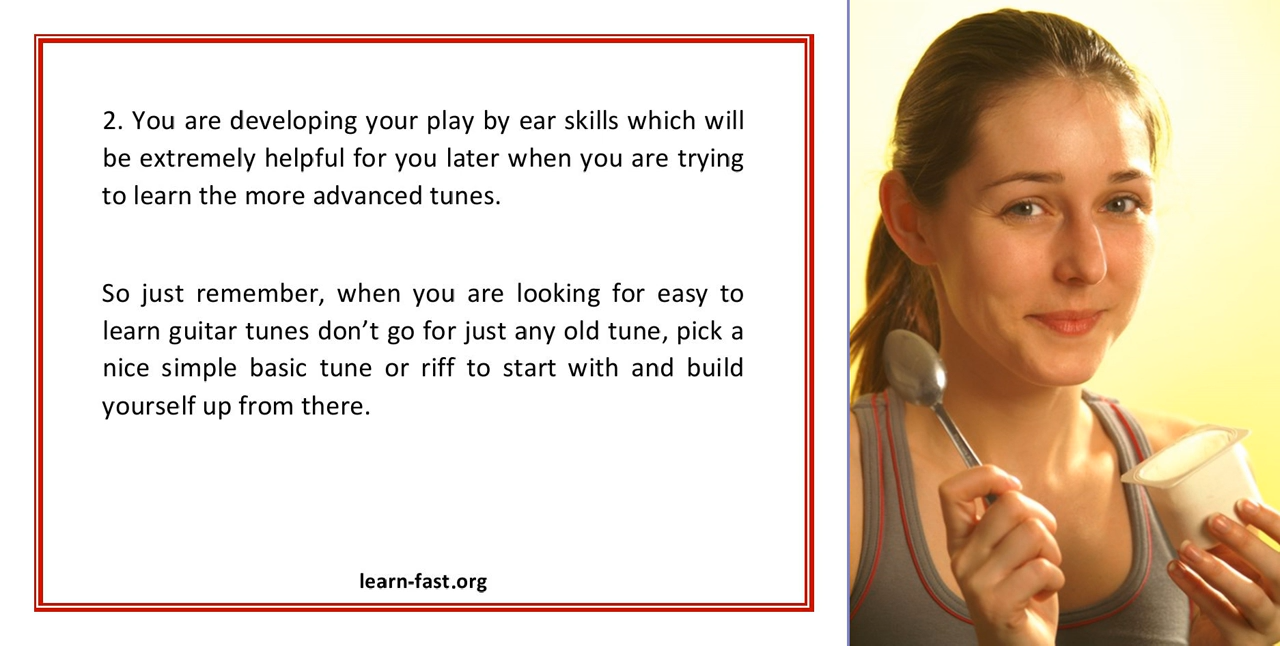 2. You are developing your play by ear skills which will
be extremely helpful for you later when you are trying
to learn the more advanced tunes.
So just remember, when you are looking for easy to
learn guitar tunes don’t go for just any old tune, pick a
nice simple basic tune or riff to start with and build
yourself up from there.
learn-fast.org